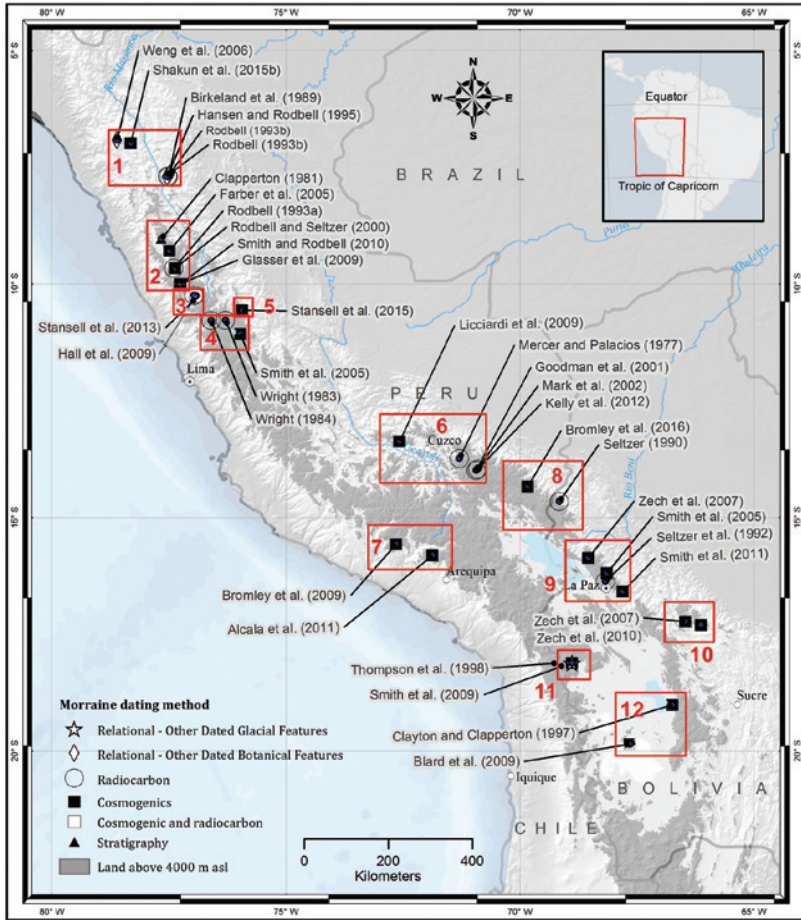 80°W
75°W
70°W
65°W
5°S
Weng et al. (2006)
Shakun et al. (2015b)
Birkeland et al. (1989)
Hansen and Rodbell (1995)
Rodbell (1993b)
Rodbell (1993b)
1
Clapperton (1981)
Farber et al. (2005)
Rodbell (1993a)
Rodbell and Seltzer (2000)
Smith and Rodbell (2010)
Glasser et al. (2009)
2
N
W
E
S
Equator
Tropic of Capricorn
BRAZIL
Purus
Madeira
10°S
3
5
Stansell et al. (2015)
Stansell et al. (2013)
4
Hall et al. (2009)
Lima
Smith et al. (2005)
Wright (1983)
Wright (1984)
Licciardi et al. (2009)
Mercer and Palacios (1977)
Goodman et al. (2001)
Mark et al. (2002)
Kelly et al. (2012)
PERU
6
Cuzco
Bromley et al. (2016)
Seltzer (1990)
8
Rio Beni
15°S
Zech et al. (2007)
Smith et al. (2005)
Seltzer et al. (1992)
Smith et al. (2011)
7
Arequipa
9
La Paz
Bromley et al. (2009)
Alcala et al. (2011)
Zech et al. (2007)
Zech et al. (2010)
10
Thompson et al. (1998)
Smith et al. (2009)
11
Sucre
12
Clayton and Clapperton (1997)
Blard et al. (2009)
20°S
Iquique
BOLIVIA
CHILE
Morraine dating method
Relational - Other Dated Glacial Features
Relational - Other Dated Botanical Features
Radiocarbon
Cosmogenics
Cosmogenic and radiocarbon
Stratigraphy
Land above 4000 m asl
0 200 400
Kilometers
80°W
75°W
70°W
65°W